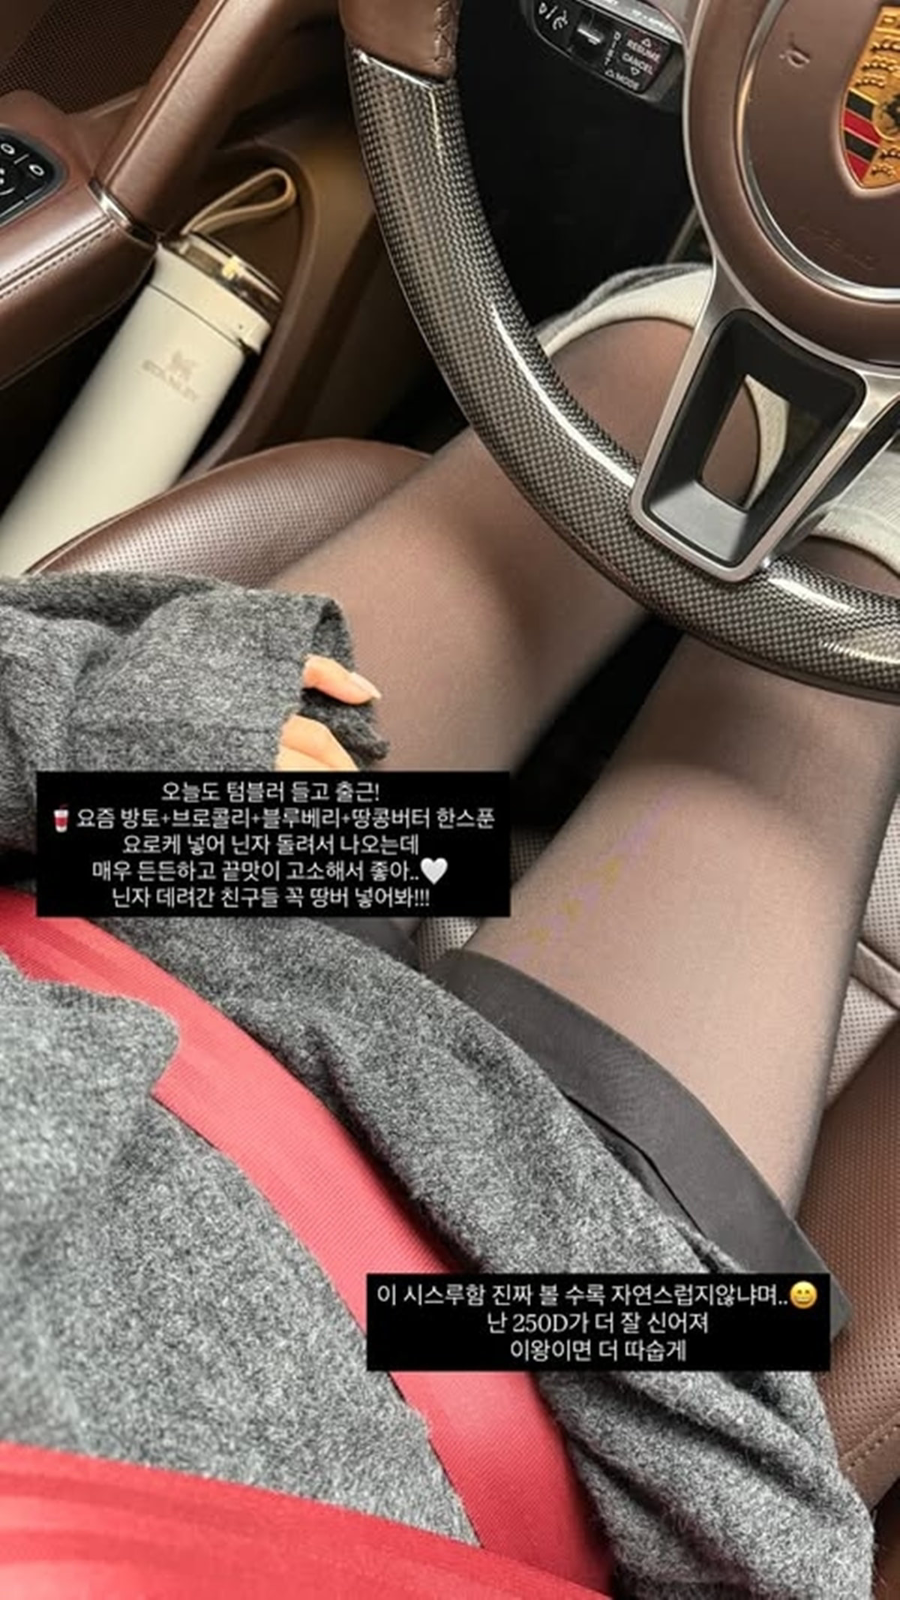 RESUME
CANCEL
DIST
MODE
STANLEY
오늘도 텀블러 들고 출근!
🥤요즘 방토+브로콜리+블루베리+땅콩버터 한스푼
요로케 넣어 닌자 돌려서 나오는데
매우 든든하고 끝맛이 고소해서 좋아..🤍
닌자 데려간 친구들 꼭 땅버 넣어봐!!!
이 시스루함 진짜 볼 수록 자연스럽지않냐며..😄
난 250D가 더 잘 신어져
이왕이면 더 따숩게